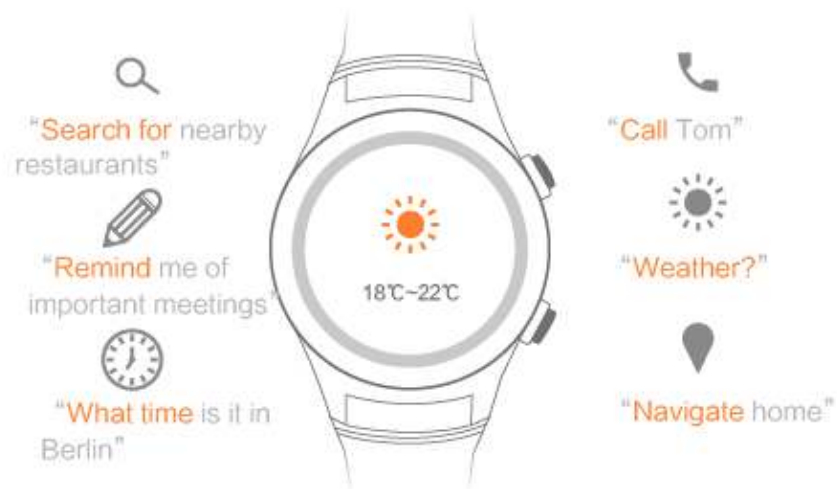 “Search for nearby
restaurants”
“Remind me of
important meetings”
“What time is it in
Berlin”
18℃~22℃
“Call Tom”
“Weather?”
“Navigate home”